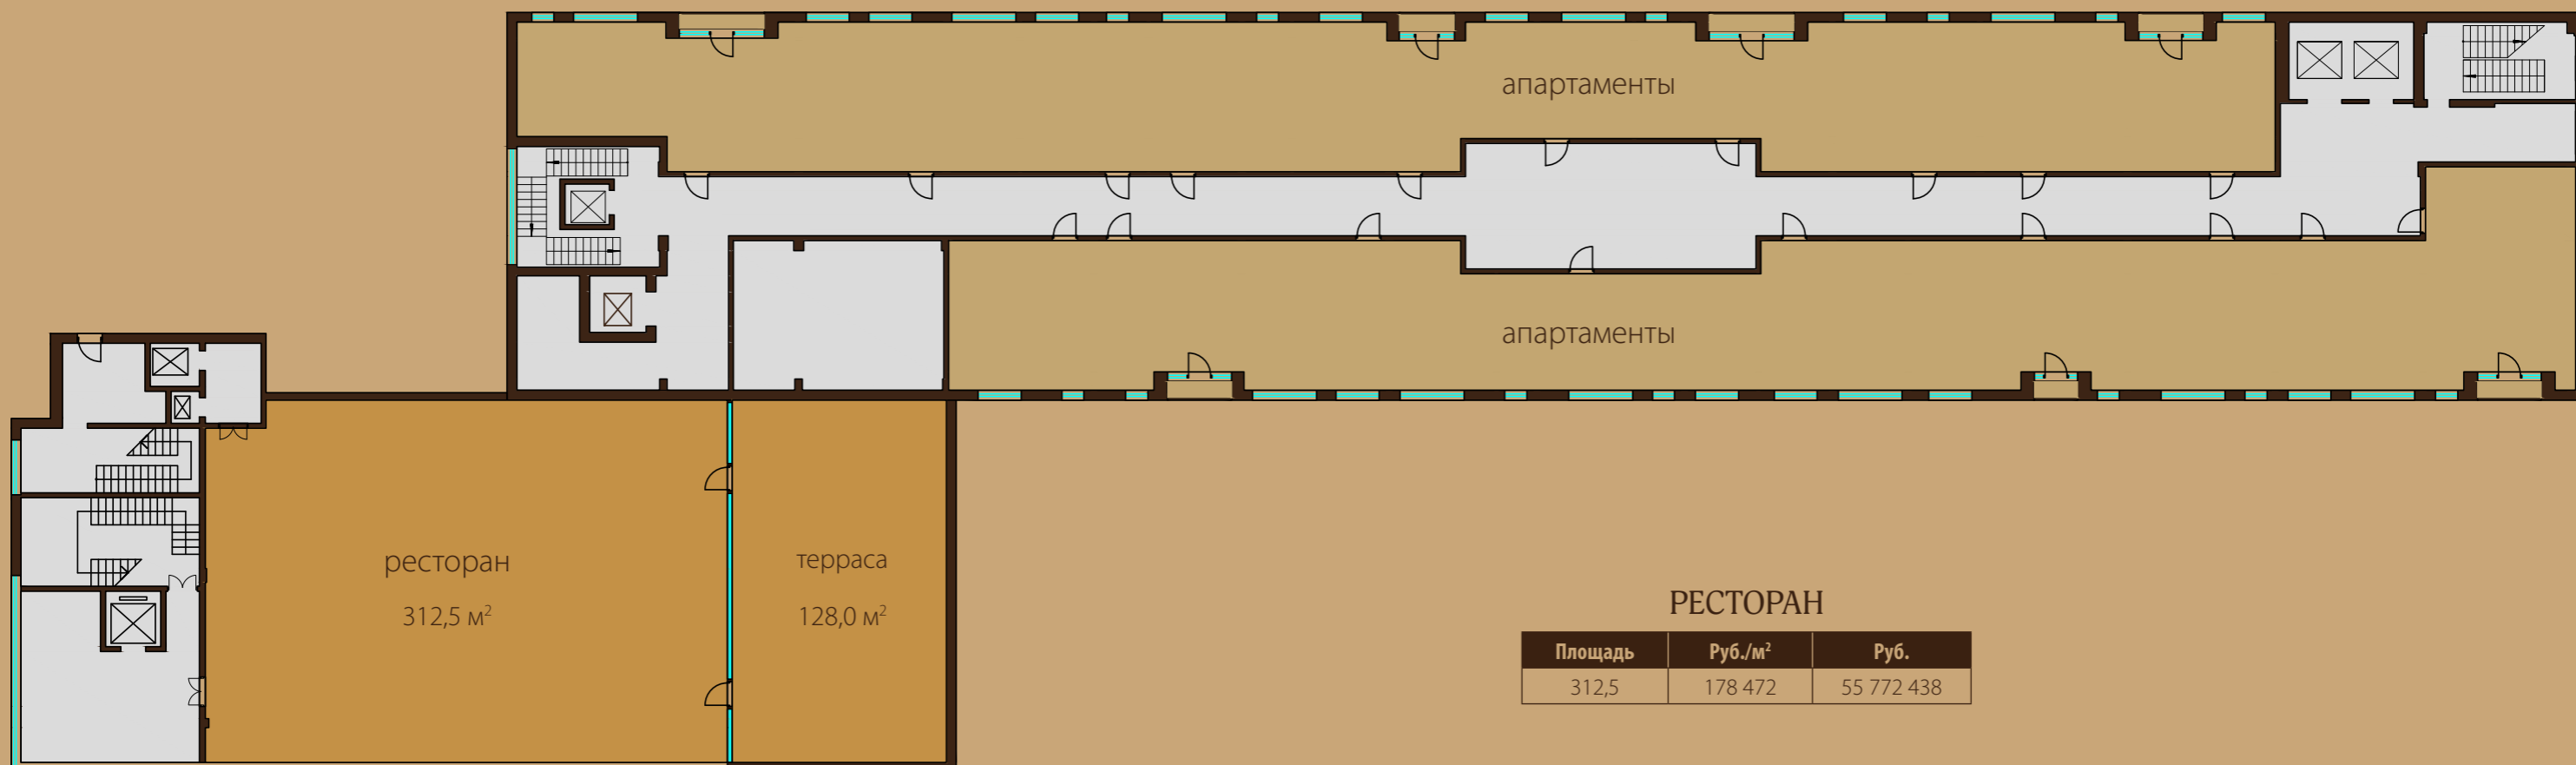 апартаменты
апартаменты
ресторан
312,5 м²
терраса
128,0 м²
РЕСТОРАН
Площадь Руб./м² Руб.
312,5 178 472 55 772 438